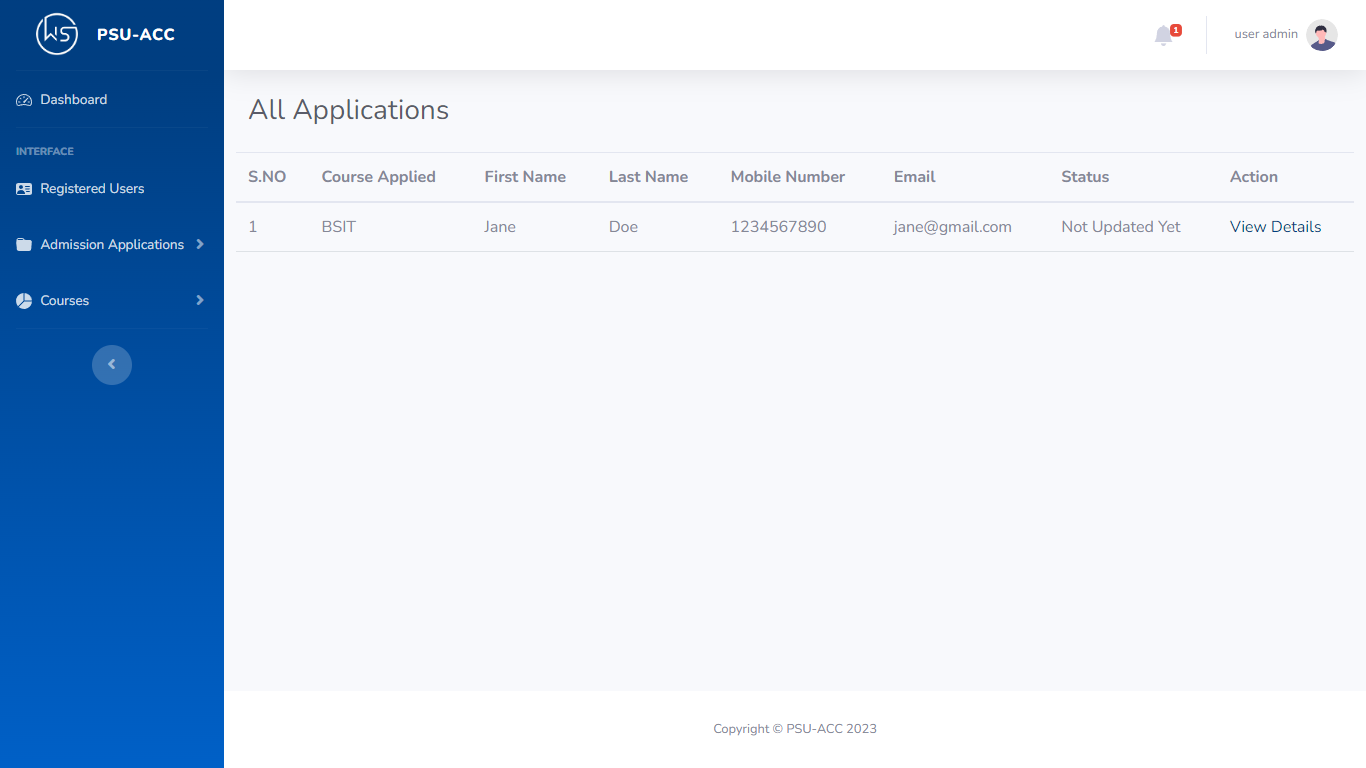 WS PSU-ACC
1 user admin
Dashboard
All Applications
INTERFACE
Registered Users
Admission Applications
Courses
S.NO Course Applied First Name Last Name Mobile Number Email Status Action
1 BSIT Jane Doe 1234567890 jane@gmail.com Not Updated Yet View Details
Copyright © PSU-ACC 2023